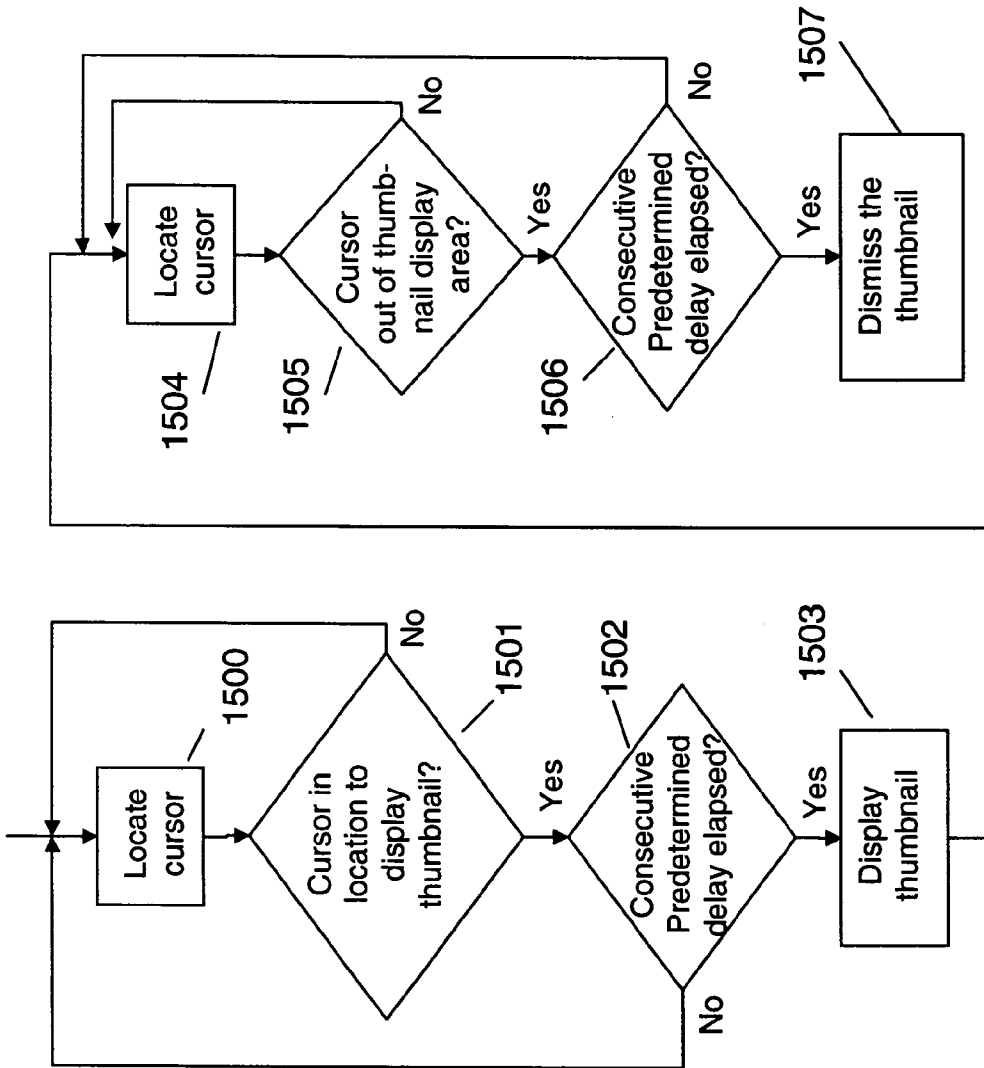 Locate
cursor
1500
Cursor in
location to
display
thumbnail?
1501
No
Yes
Consecutive
Predetermined
delay elapsed?
1502
No
Yes
Display
thumbnail
1503
Locate
cursor
1504
Cursor
out of thumb-
nail display
area?
1505
No
Yes
Consecutive
Predetermined
delay elapsed?
1506
No
Yes
Dismiss the
thumbnail
1507